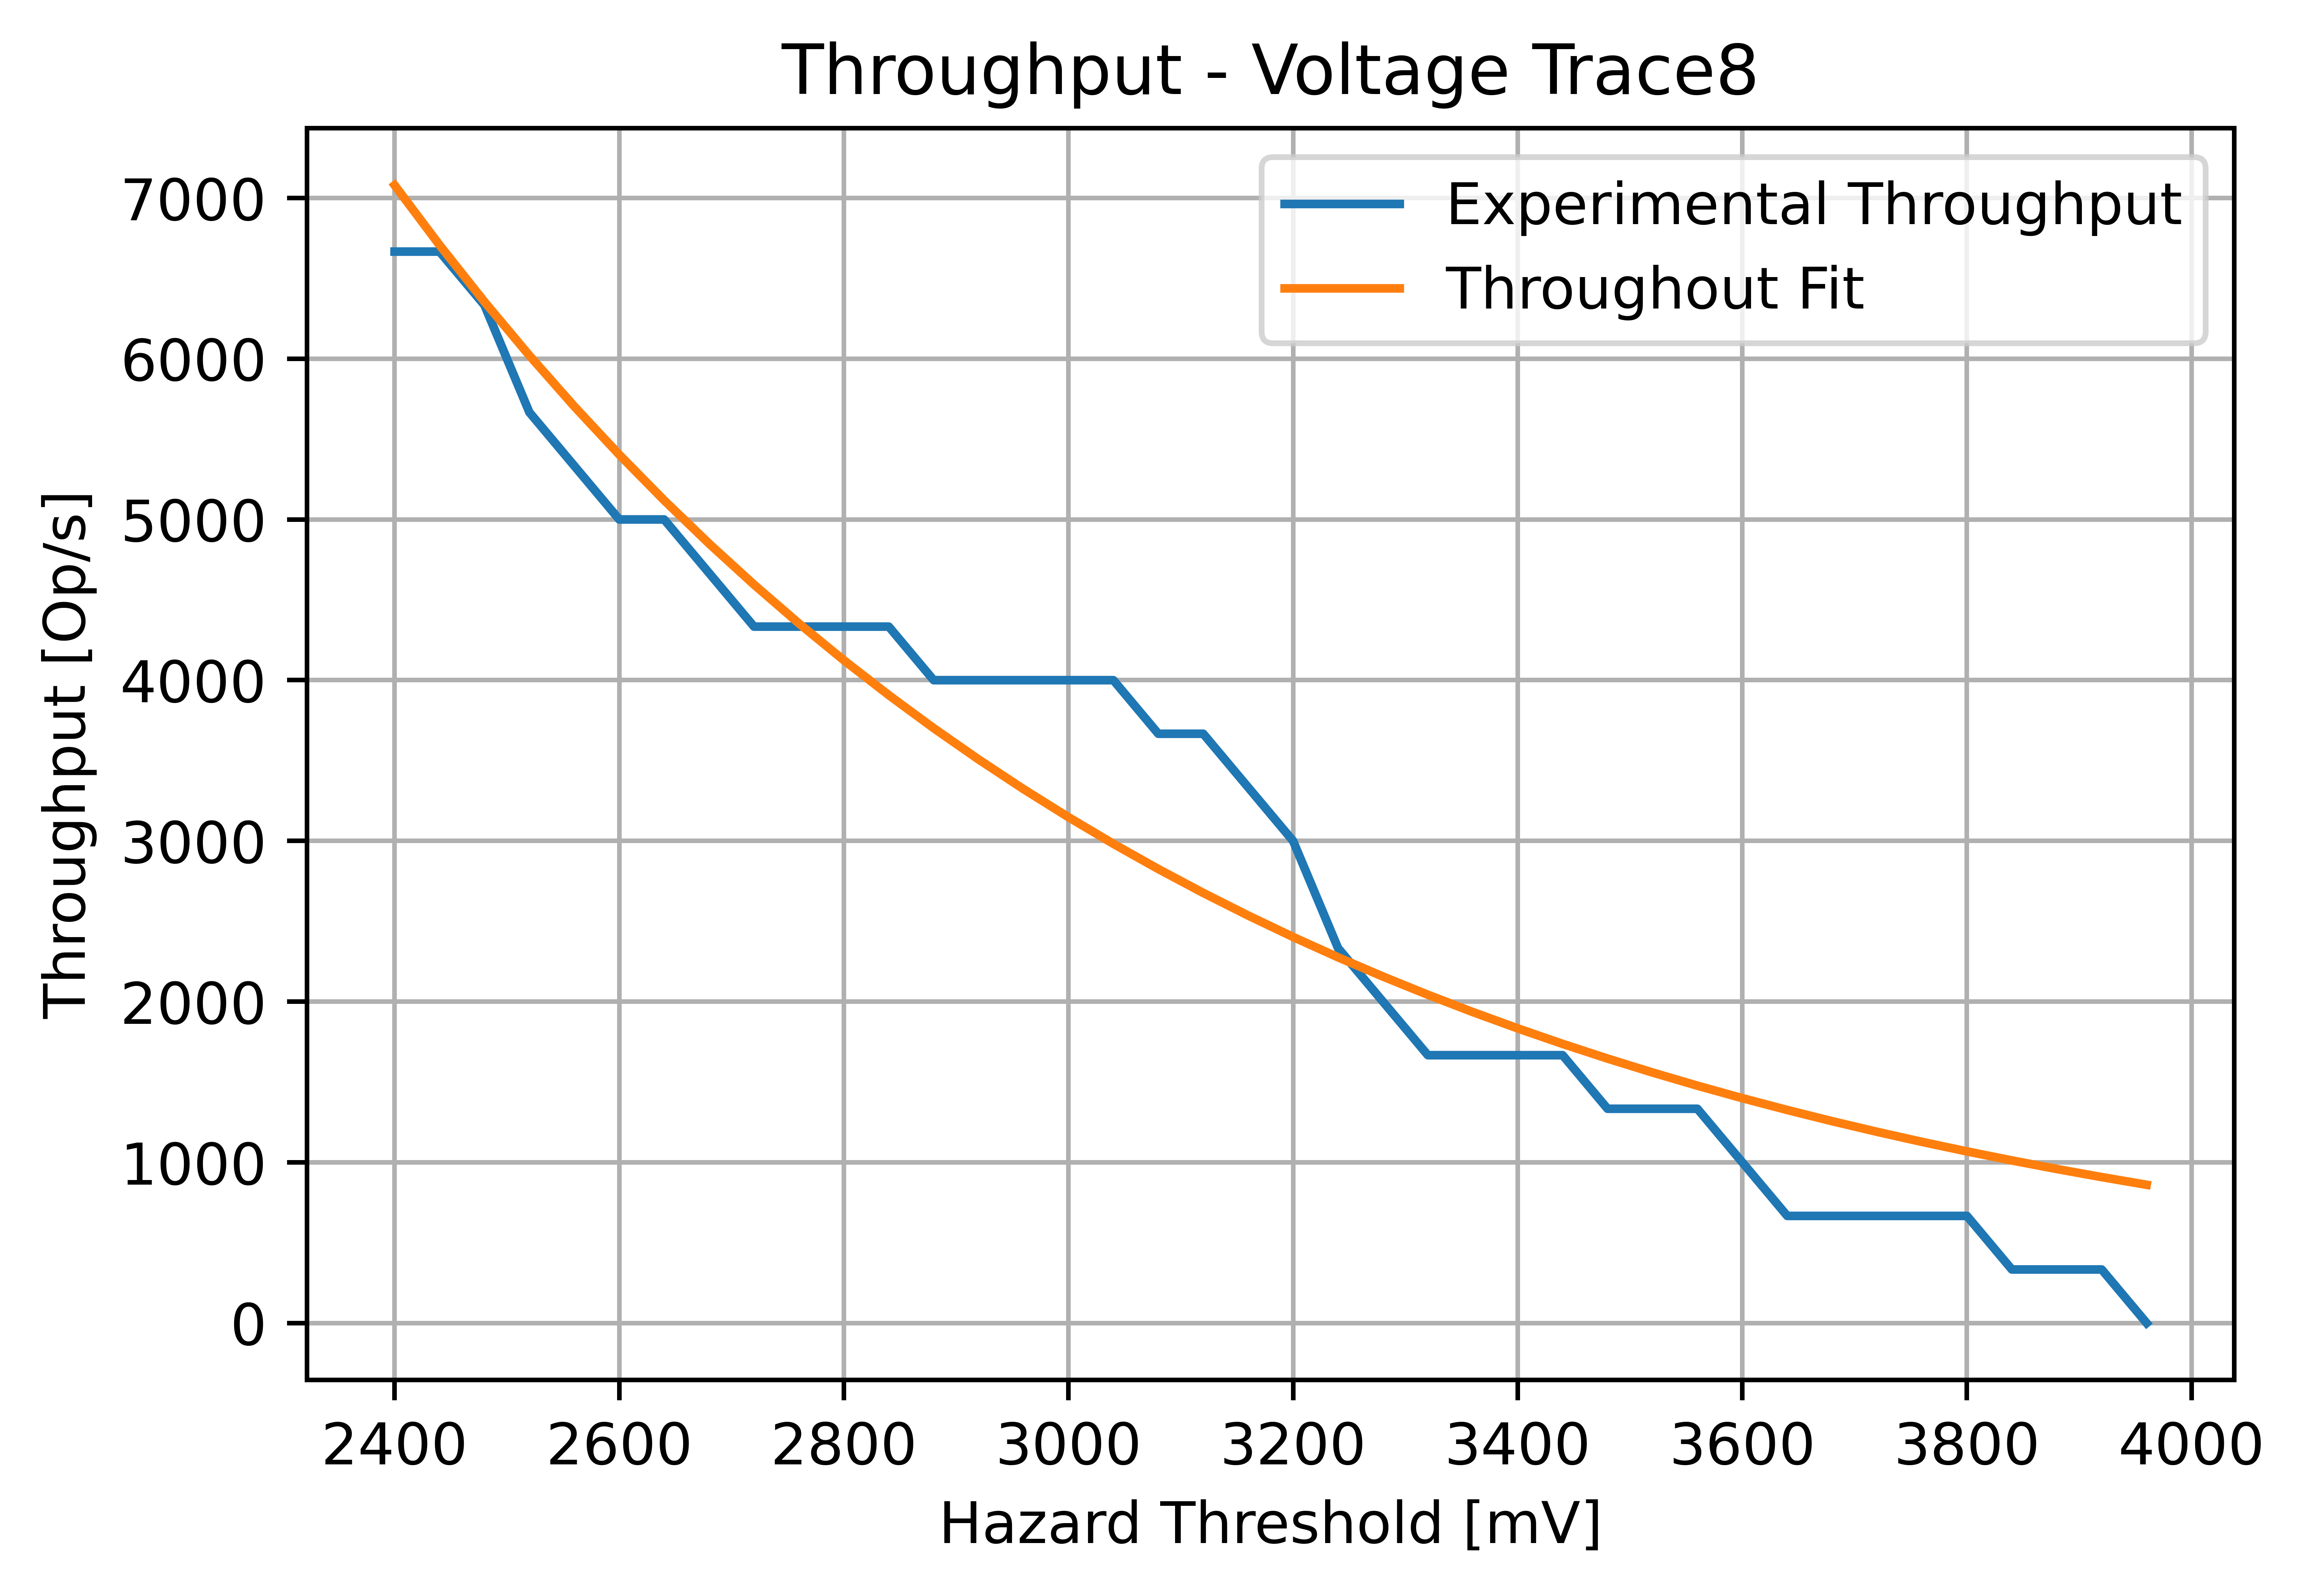 Throughput - Voltage Trace8
Experimental Throughput
Throughout Fit
Throughput [Op/s]
7000
6000
5000
4000
3000
2000
1000
0
2400 2600 2800 3000 3200 3400 3600 3800 4000
Hazard Threshold [mV]